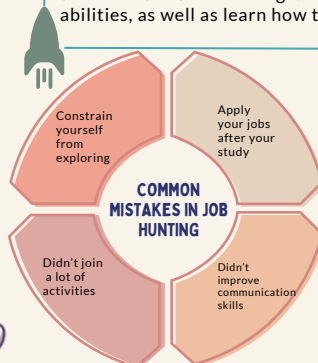 abilities, as well as learn how t
Constrain
yourself
from
exploring
Apply
your jobs
after your
study
COMMON
MISTAKES IN JOB
HUNTING
Didn't join
a lot of
activities
Didn't
improve
communication
skills